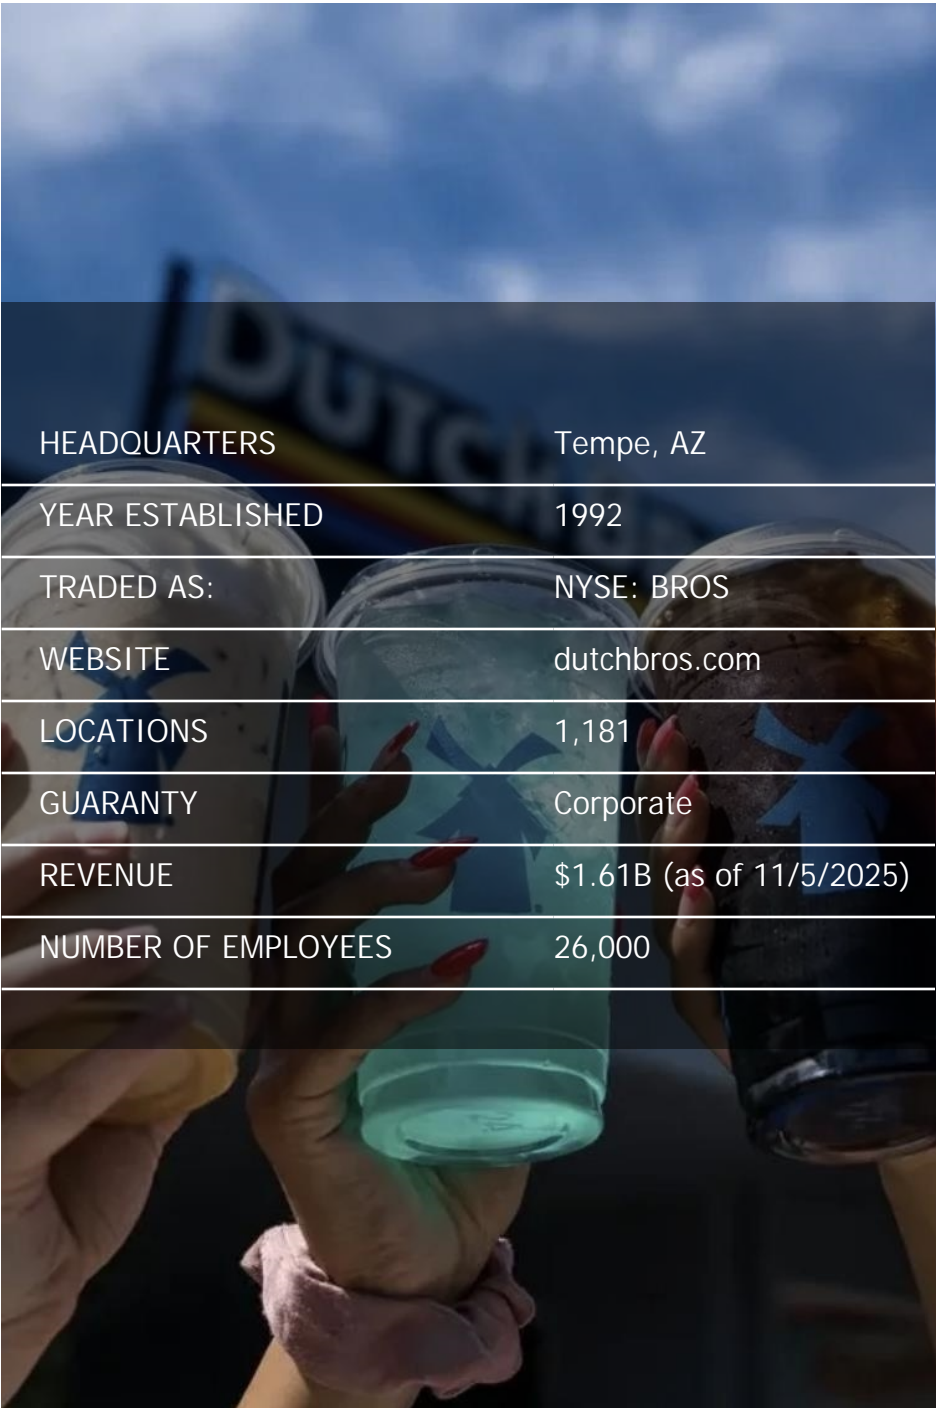 DUTCH
HEADQUARTERS Tempe, AZ
YEAR ESTABLISHED 1992
TRADED AS: NYSE: BROS
WEBSITE dutchbros.com
LOCATIONS 1,181
GUARANTY Corporate
REVENUE $1.61B (as of 11/5/2025)
NUMBER OF EMPLOYEES 26,000